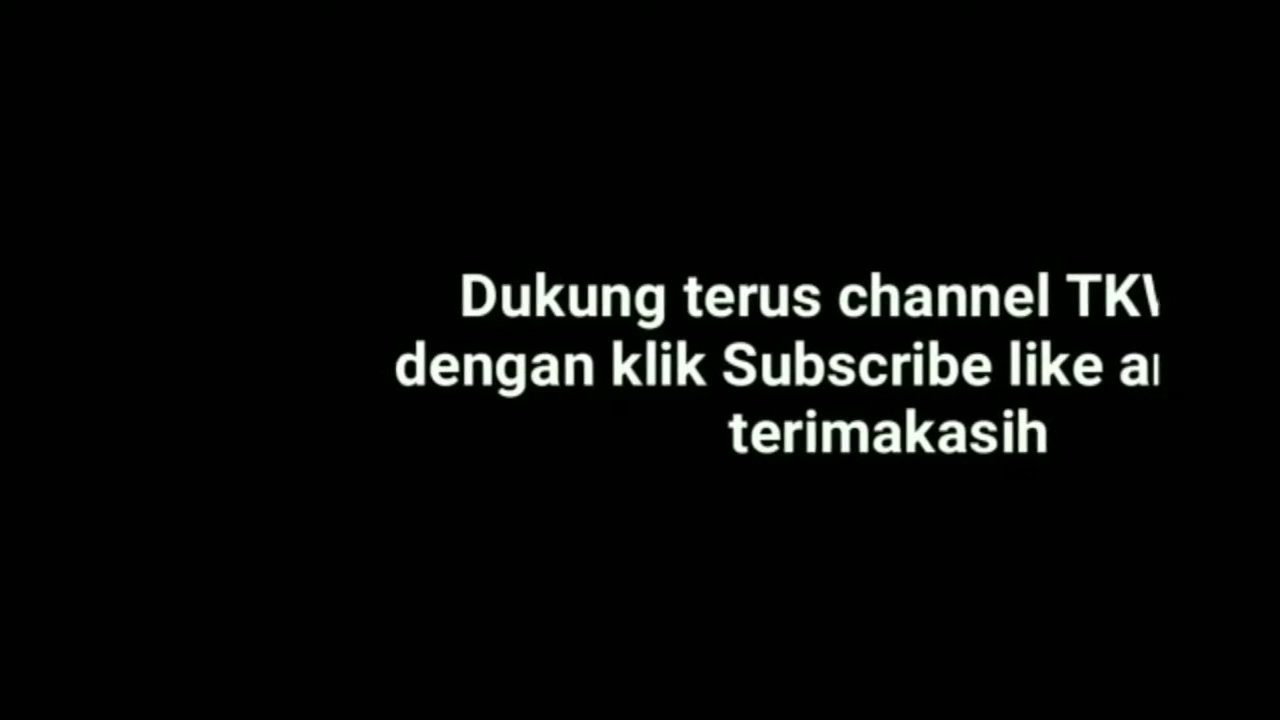 Dukung terus channel
dengan klik Subscribe like
terimakasih